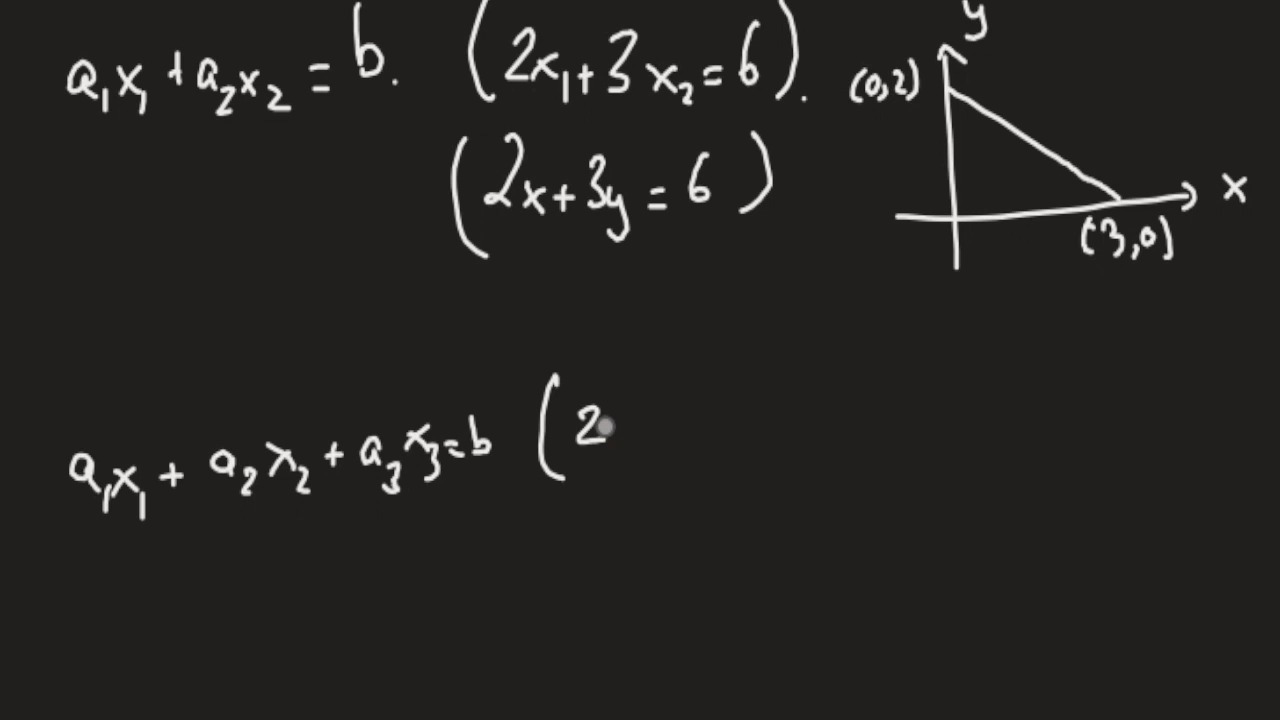 a₁x₁ + a₂x₂ = b. (2x₁ + 3x₂ = 6).
(2x + 3y = 6)
y
(0,2)
x
(3,0)
a₁x₁ + a₂x₂ + a₃x₃ = b (2